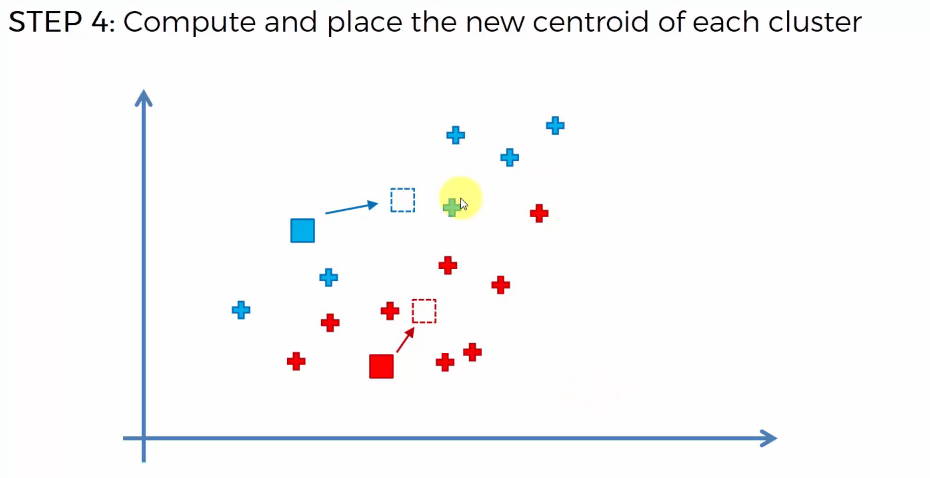 STEP 4: Compute and place the new centroid of each cluster